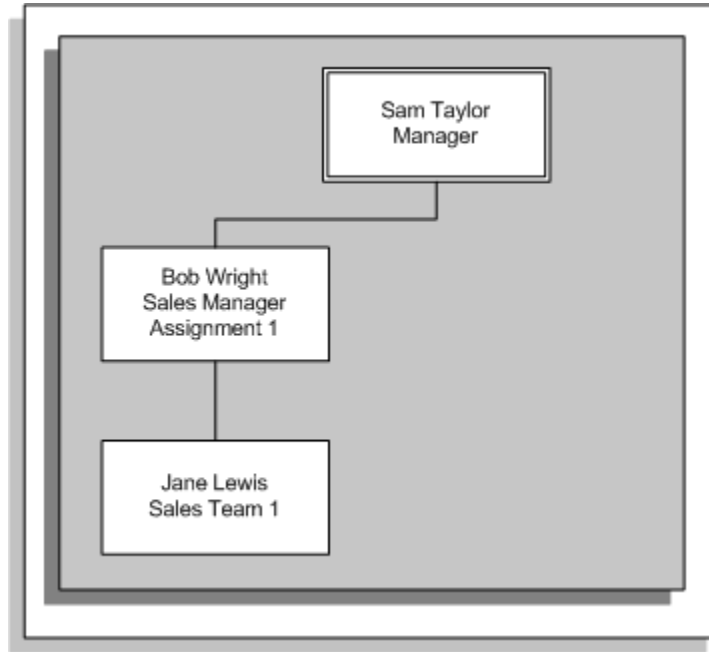 Sam Taylor
Manager
Bob Wright
Sales Manager
Assignment 1
Jane Lewis
Sales Team 1